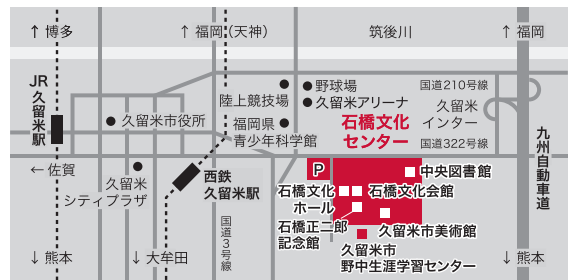 ↑ 博多
↑ 福岡（天神）
筑後川
↑ 福岡
JR
久留米駅
野球場
陸上競技場
久留米アリーナ
国道210号線
久留米
インター
久留米市役所
福岡県
青少年科学館
石橋文化
センター
国道322号線
← 佐賀
久留米
シティプラザ
西鉄
久留米駅
P
中央図書館
九州自動車道
石橋文化
ホール
石橋文化会館
石橋正二郎
記念館
久留米市美術館
国道3号線
久留米市
野中生涯学習センター
↓ 熊本
↓ 大牟田
↓ 熊本